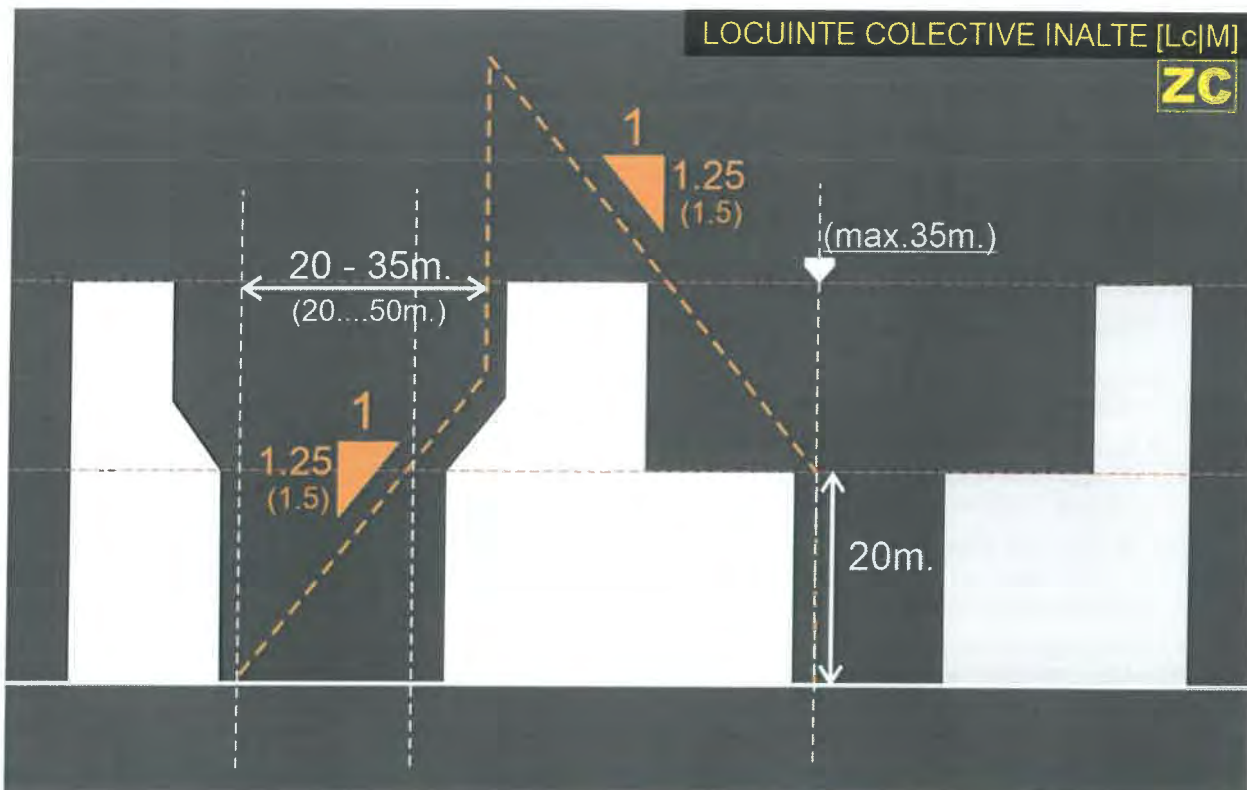 LOCUINTE COLECTIVE INALTE [Lc|M]
ZC
1
1.25
(1.5)
(max.35m.)
20 - 35m.
(20....50m.)
1
1.25
(1.5)
20m.